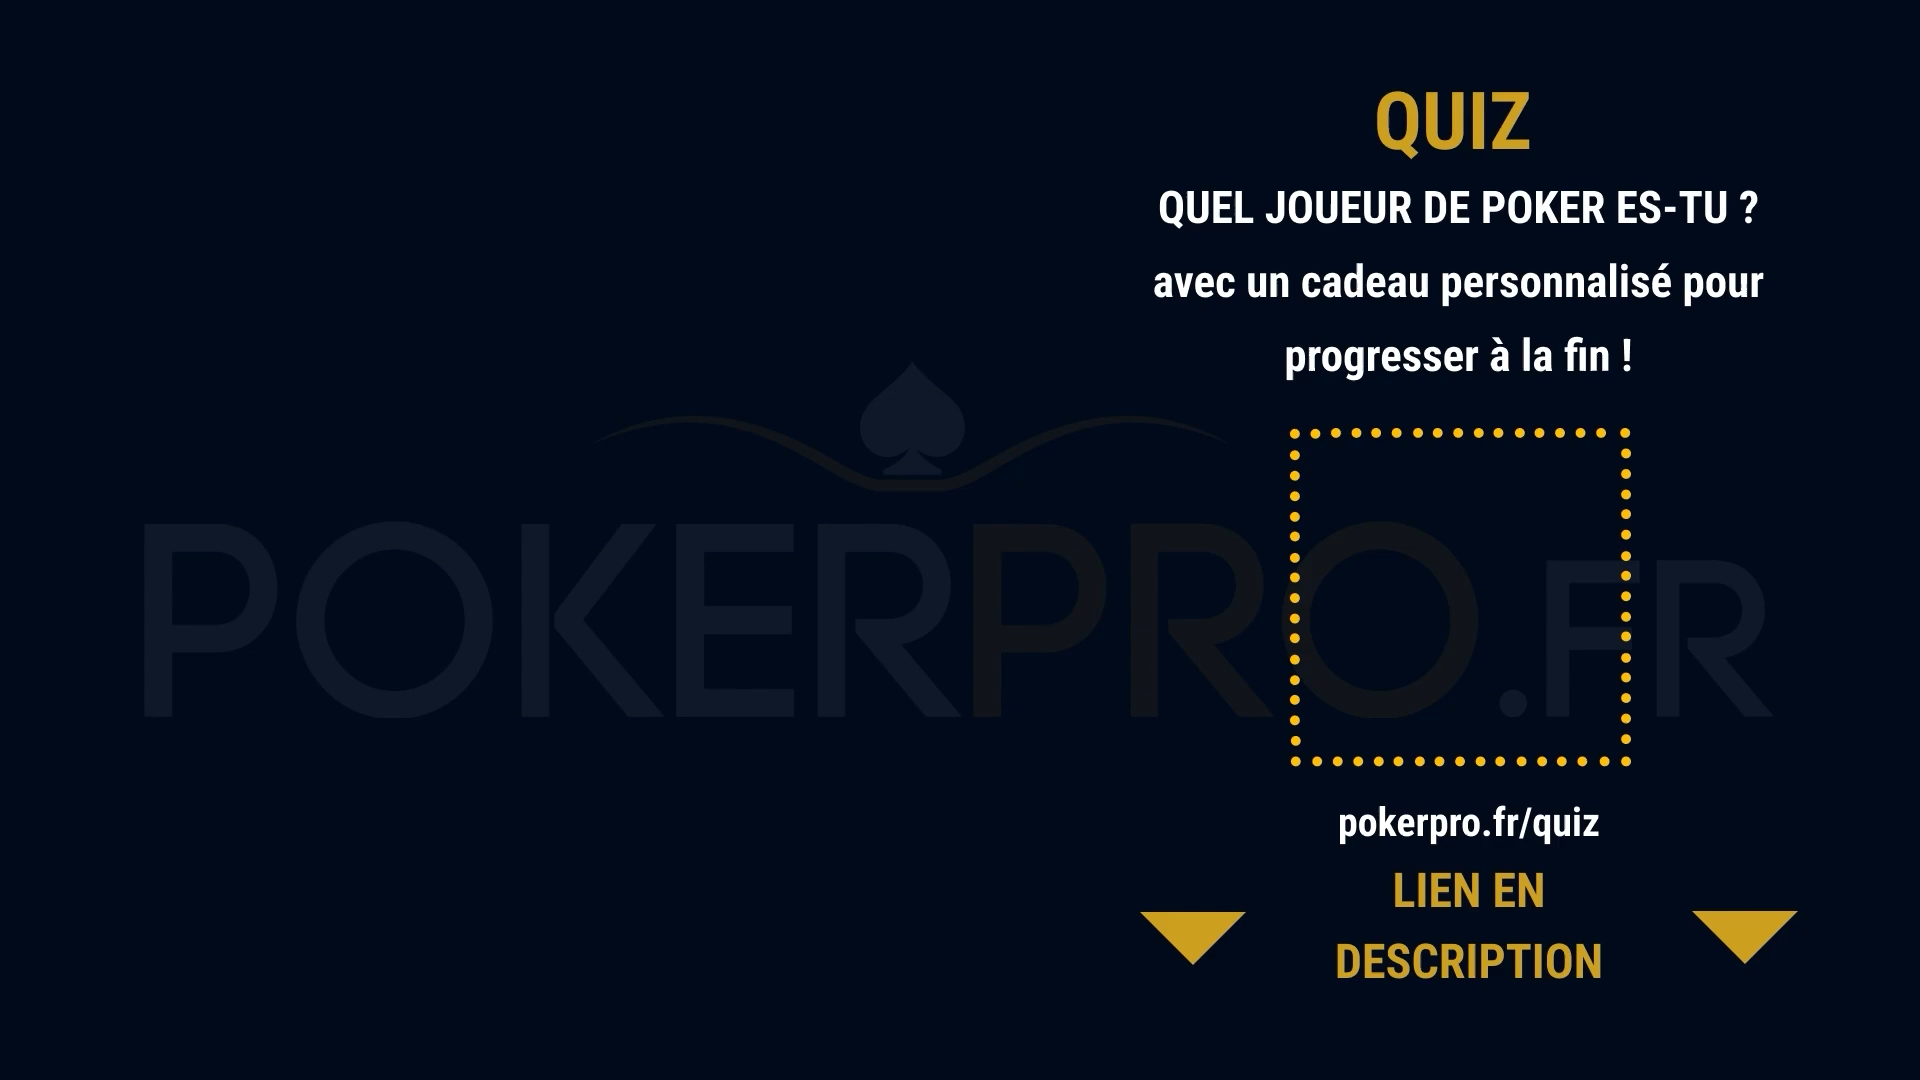 QUIZ
QUEL JOUEUR DE POKER ES-TU ?
avec un cadeau personnalisé pour
progresser à la fin !
POKERPRO.FR
pokerpro.fr/quiz
LIEN EN
DESCRIPTION